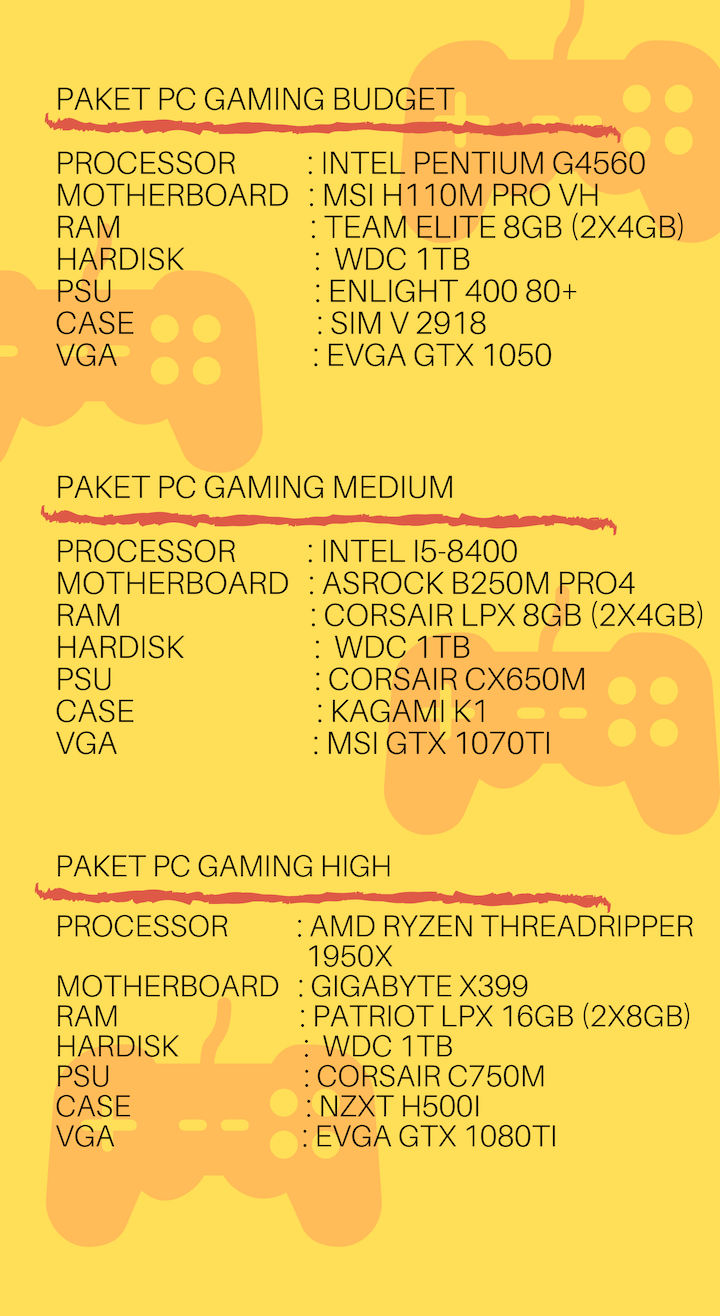 PAKET PC GAMING BUDGET
PROCESSOR : INTEL PENTIUM G4560
MOTHERBOARD : MSI H110M PRO VH
RAM : TEAM ELITE 8GB (2X4GB)
HARDISK : WDC 1TB
PSU : ENLIGHT 400 80+
CASE : SIM V 2918
VGA : EVGA GTX 1050
PAKET PC GAMING MEDIUM
PROCESSOR : INTEL I5-8400
MOTHERBOARD : ASROCK B250M PRO4
RAM : CORSAIR LPX 8GB (2X4GB)
HARDISK : WDC 1TB
PSU : CORSAIR CX650M
CASE : KAGAMI K1
VGA : MSI GTX 1070TI
PAKET PC GAMING HIGH
PROCESSOR : AMD RYZEN THREADRIPPER
1950X
MOTHERBOARD : GIGABYTE X399
RAM : PATRIOT LPX 16GB (2X8GB)
HARDISK : WDC 1TB
PSU : CORSAIR C750M
CASE : NZXT H500I
VGA : EVGA GTX 1080TI